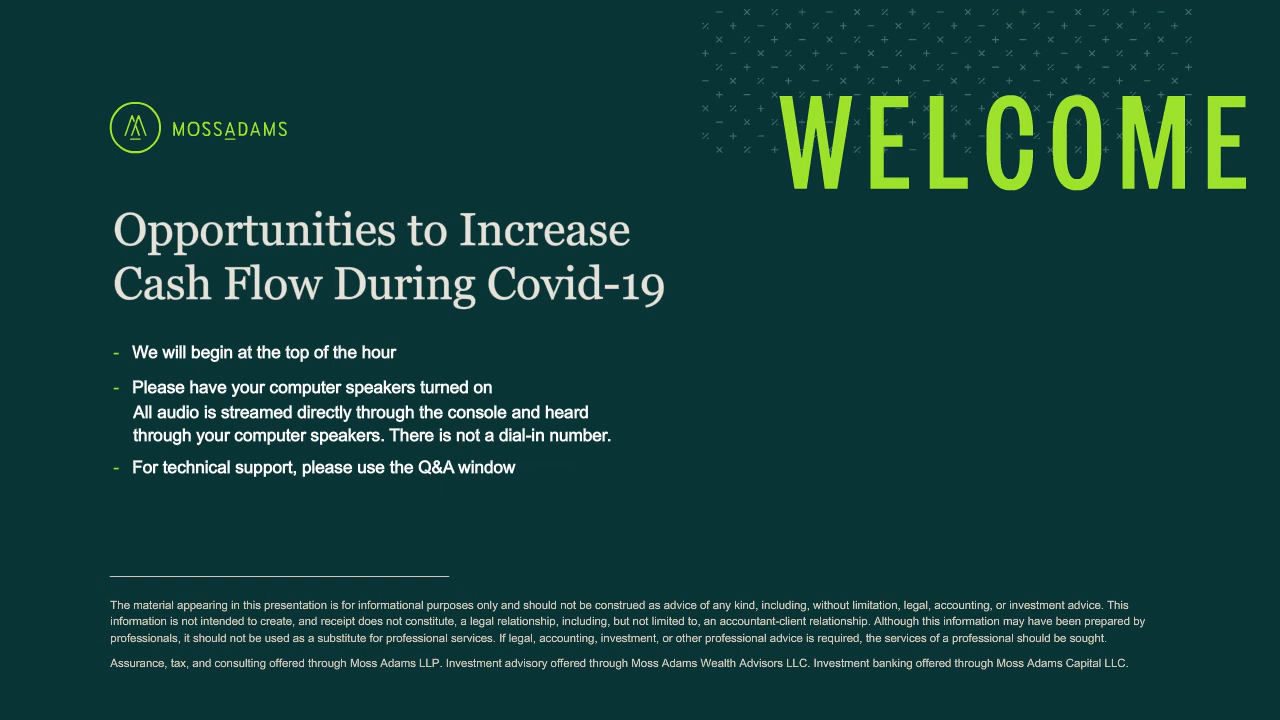 MOSSADAMS
WELCOME
Opportunities to Increase
Cash Flow During Covid-19
- We will begin at the top of the hour
- Please have your computer speakers turned on
All audio is streamed directly through the console and heard
through your computer speakers. There is not a dial-in number.
- For technical support, please use the Q&A window
The material appearing in this presentation is for informational purposes only and should not be construed as advice of any kind, including, without limitation, legal, accounting, or investment advice. This
information is not intended to create, and receipt does not constitute, a legal relationship, including, but not limited to, an accountant-client relationship. Although this information may have been prepared by
professionals, it should not be used as a substitute for professional services. If legal, accounting, investment, or other professional advice is required, the services of a professional should be sought.
Assurance, tax, and consulting offered through Moss Adams LLP. Investment advisory offered through Moss Adams Wealth Advisors LLC. Investment banking offered through Moss Adams Capital LLC.